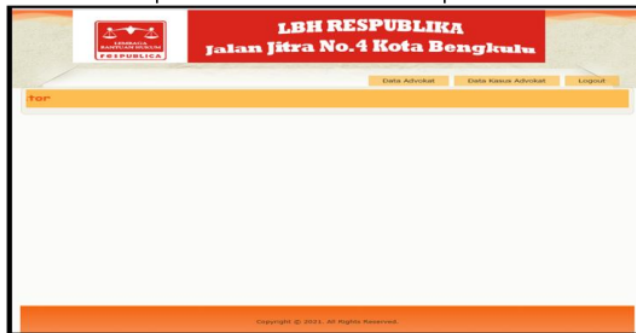 LBH RESPUBLIKA
Jalan Jitra No.4 Kota Bengkulu
LEMBAGA
BANTUAN HUKUM
Data Advokat
Data Kasus Advokat
Logout
tor
Copyright © 2021. All Rights Reserved.